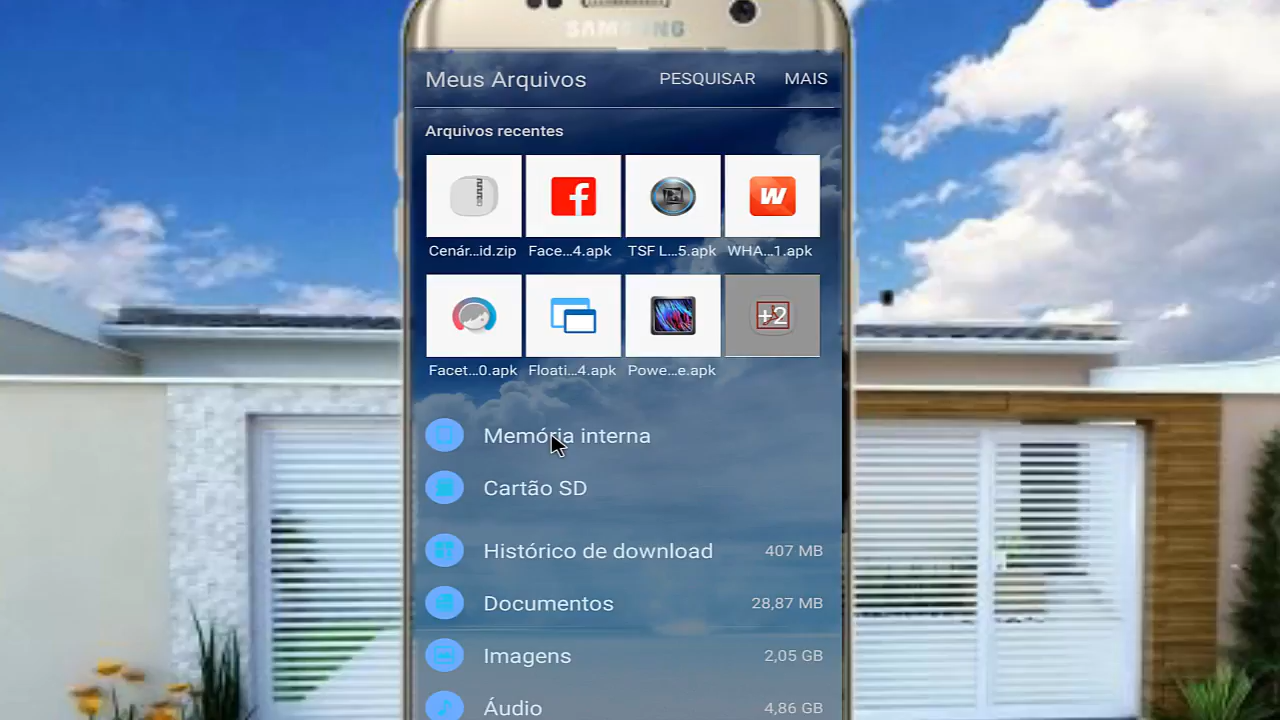 SAMSUNG
Meus Arquivos PESQUISAR MAIS
Arquivos recentes
Cenár...id.zip Face...4.apk TSF L...5.apk WHA...1.apk
+2
Facet...0.apk Floati...4.apk Powe...e.apk
Memória interna
Cartão SD
Histórico de download 407 MB
Documentos 28,87 MB
Imagens 2,05 GB
Áudio 4,86 GB